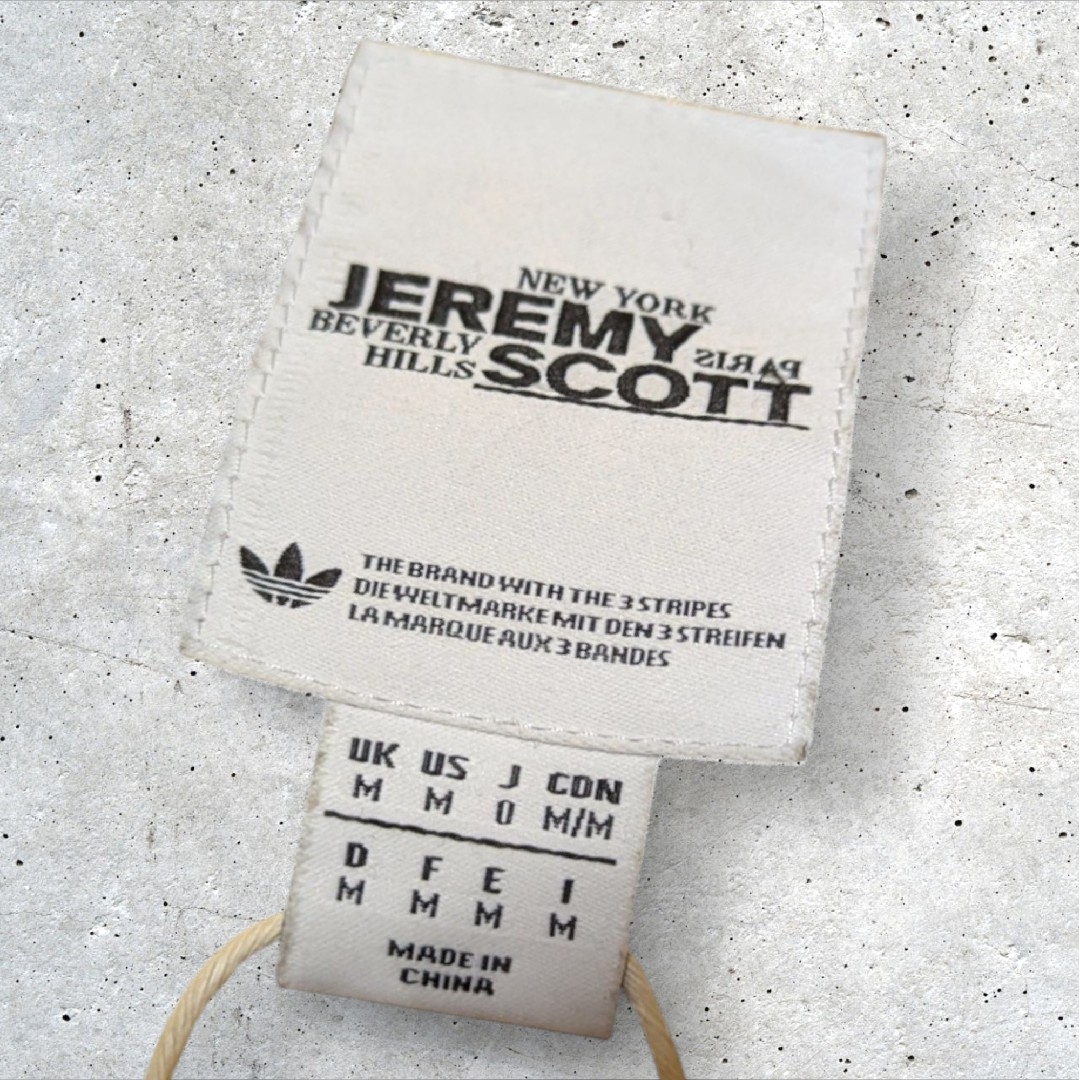 NEW YORK
JEREMY
BEVERLY
PARIS
HILLS
SCOTT
THE BRAND WITH THE 3 STRIPES
DIE WELTMARKE MIT DEN 3 STREIFEN
LA MARQUE AUX 3 BANDES
UK US J CDN
M M O M/M
D F E I
M M M M
MADE IN
CHINA